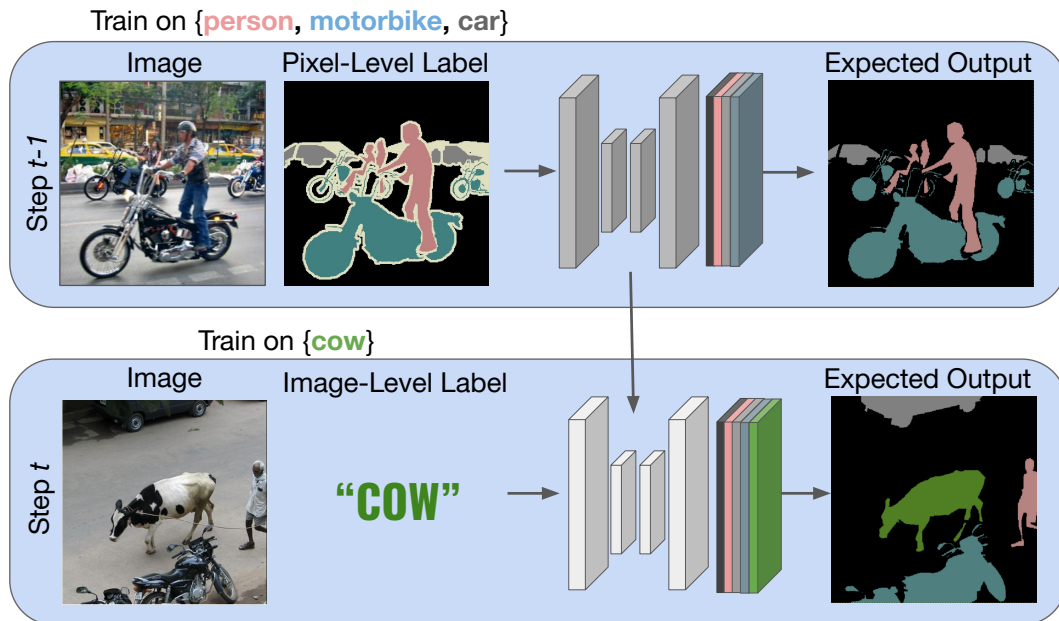 Train on {person, motorbike, car}
Step t-1
Image
Pixel-Level Label
Expected Output
Train on {cow}
Step t
Image
Image-Level Label
Expected Output
“COW”